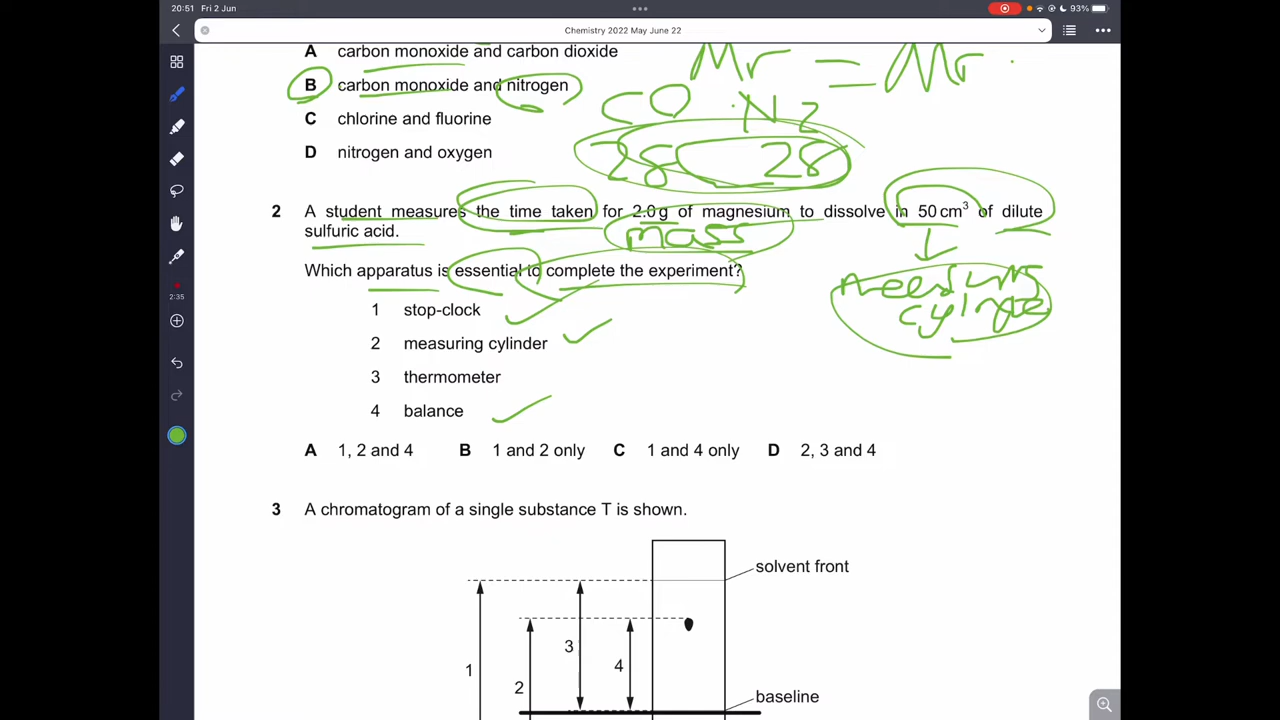 20:51 Fri 2 Jun
93%
Chemistry 2022 May June 22
A carbon monoxide and carbon dioxide
Mr = Mr
B carbon monoxide and nitrogen
CO N2
C chlorine and fluorine
28 28
D nitrogen and oxygen
2 A student measures the time taken for 2.0 g of magnesium to dissolve in 50 cm³ of dilute
sulfuric acid.
mass
Which apparatus is essential to complete the experiment?
1 stop-clock
2 measuring cylinder
3 thermometer
4 balance
A 1, 2 and 4 B 1 and 2 only C 1 and 4 only D 2, 3 and 4
3 A chromatogram of a single substance T is shown.
solvent front
3
4
1
2
baseline
2:35